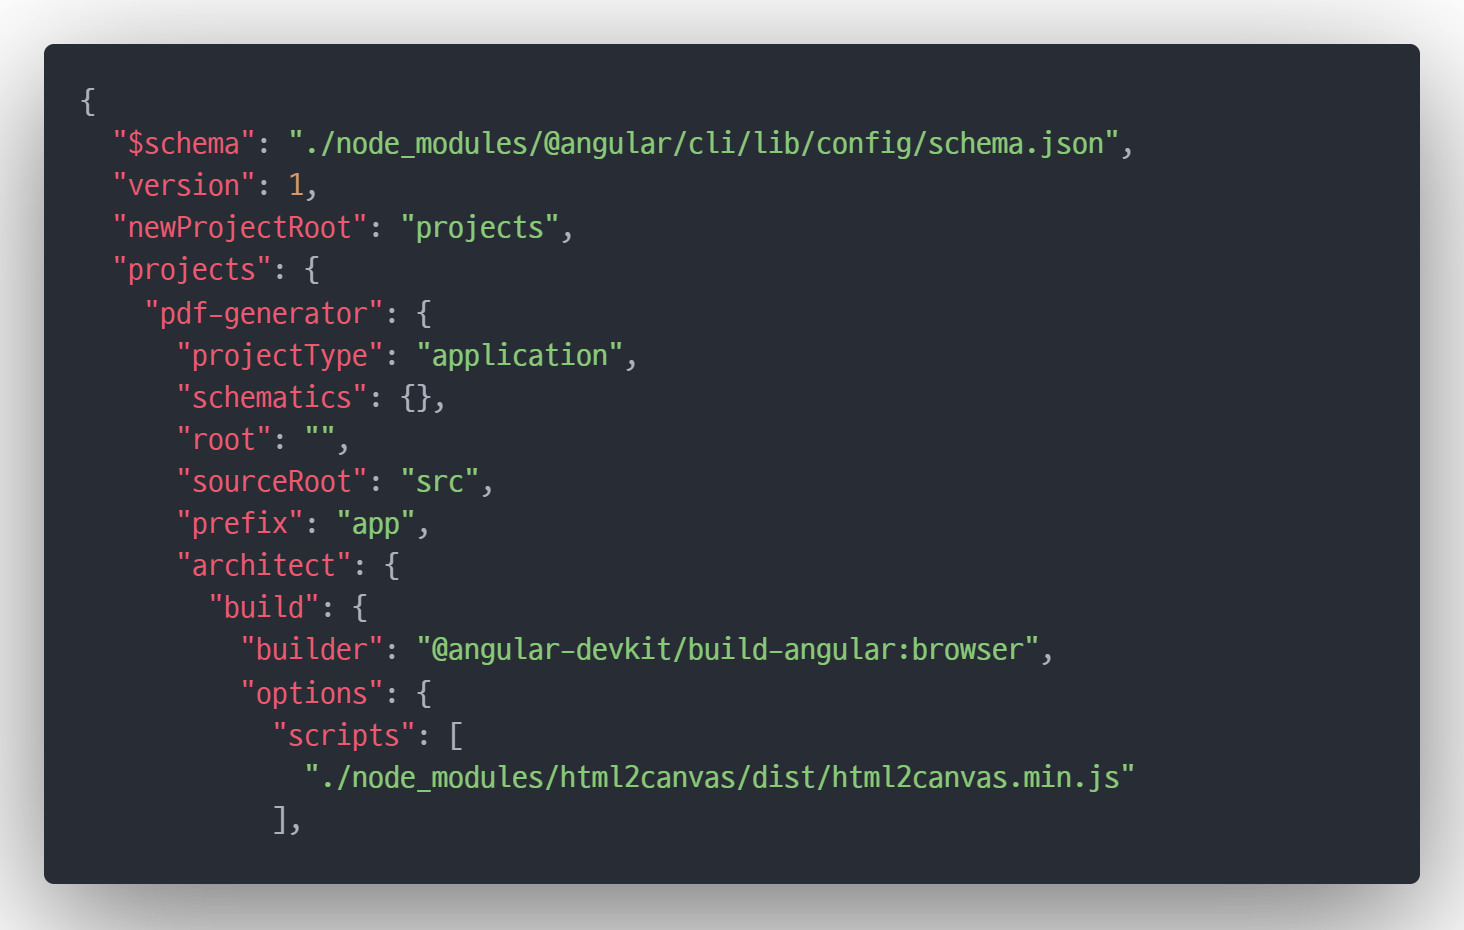 {
  "$schema": "./node_modules/@angular/cli/lib/config/schema.json",
  "version": 1,
  "newProjectRoot": "projects",
  "projects": {
    "pdf-generator": {
      "projectType": "application",
      "schematics": {},
      "root": "",
      "sourceRoot": "src",
      "prefix": "app",
      "architect": {
        "build": {
          "builder": "@angular-devkit/build-angular:browser",
          "options": {
            "scripts": [
              "./node_modules/html2canvas/dist/html2canvas.min.js"
            ],